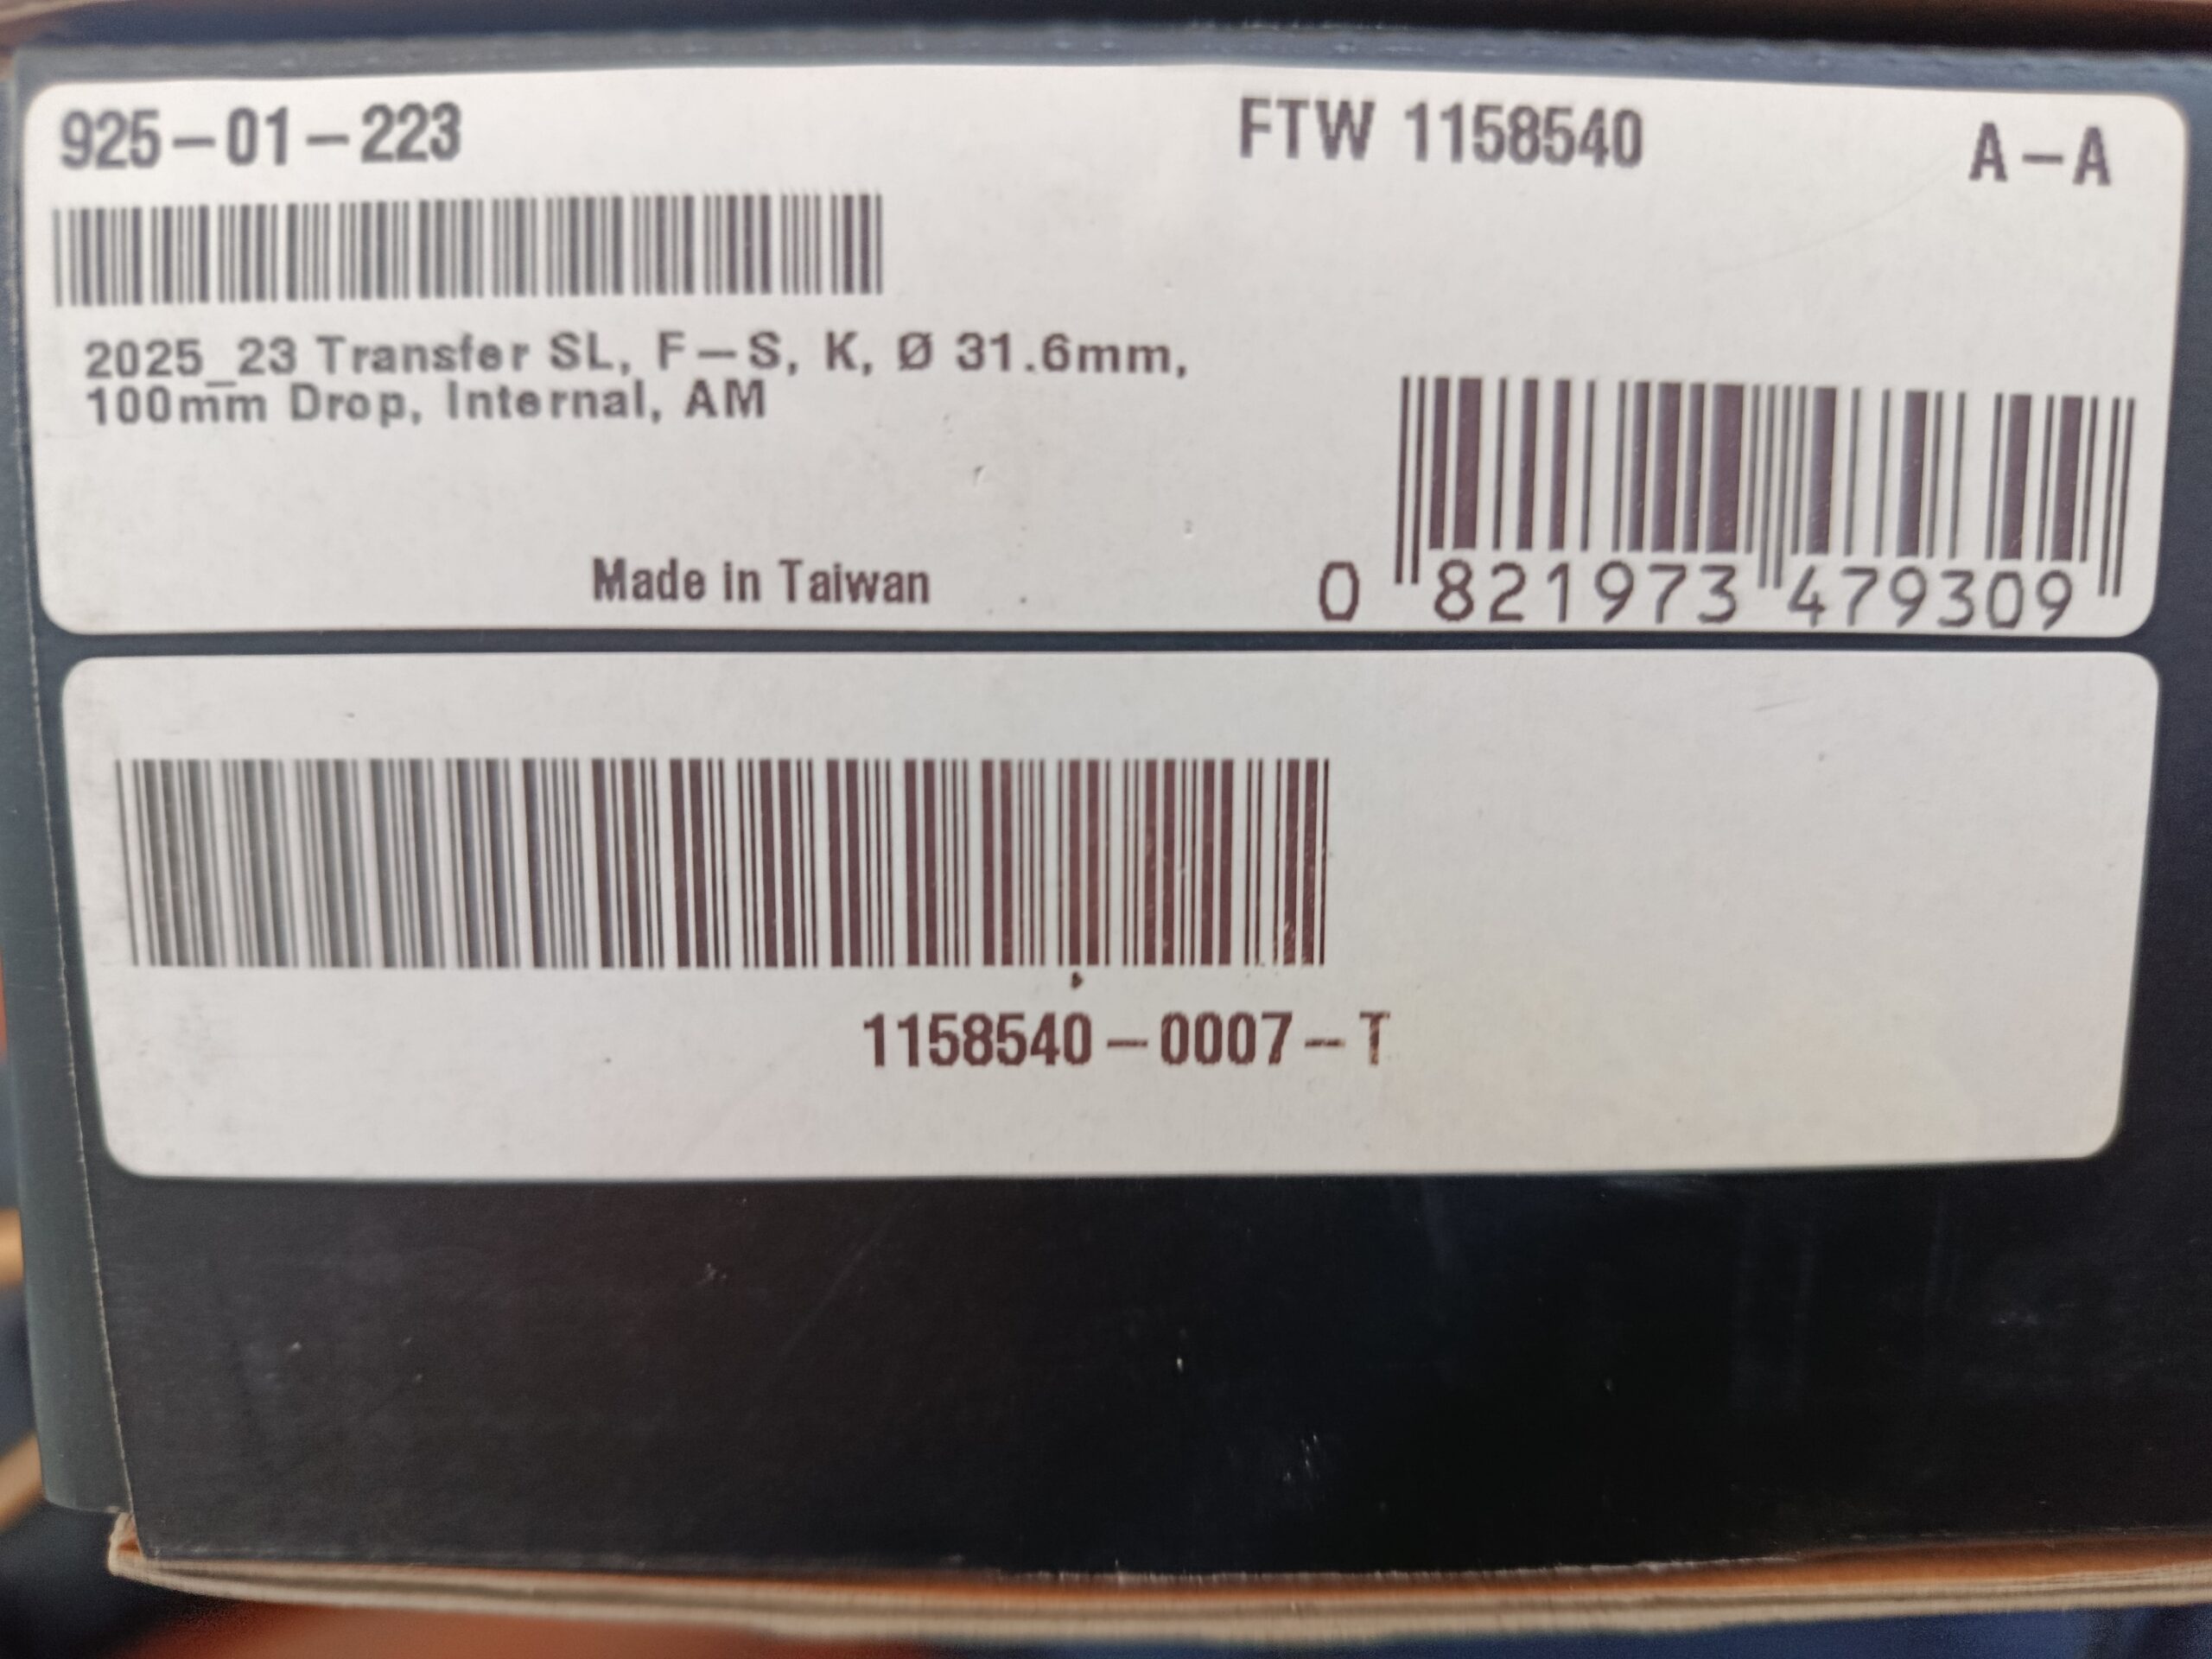 925-01-223
FTW 1158540
A-A
2025_23 Transfer SL, F-S, K, Ø 31.6mm,
100mm Drop, Internal, AM
Made in Taiwan
0 821973 479309
1158540-0007-T